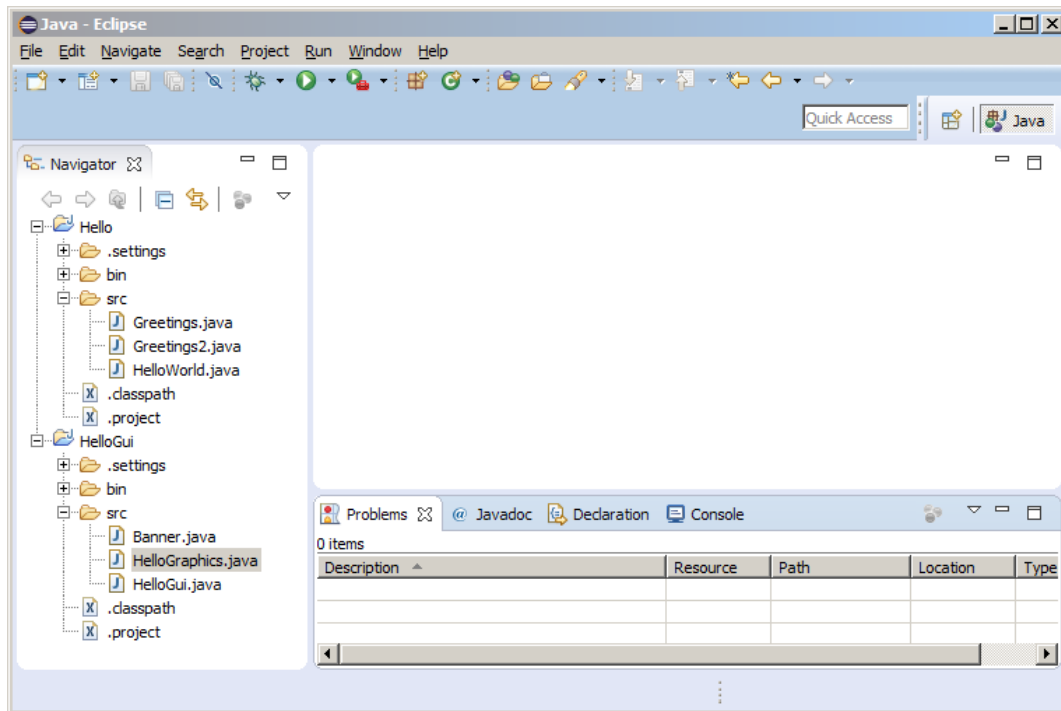 Java - Eclipse
File Edit Navigate Search Project Run Window Help
Quick Access
Java
Navigator
Hello
.settings
bin
src
Greetings.java
Greetings2.java
HelloWorld.java
.classpath
.project
HelloGui
.settings
bin
src
Banner.java
HelloGraphics.java
HelloGui.java
.classpath
.project
Problems @ Javadoc Declaration Console
0 items
Description Resource Path Location Type